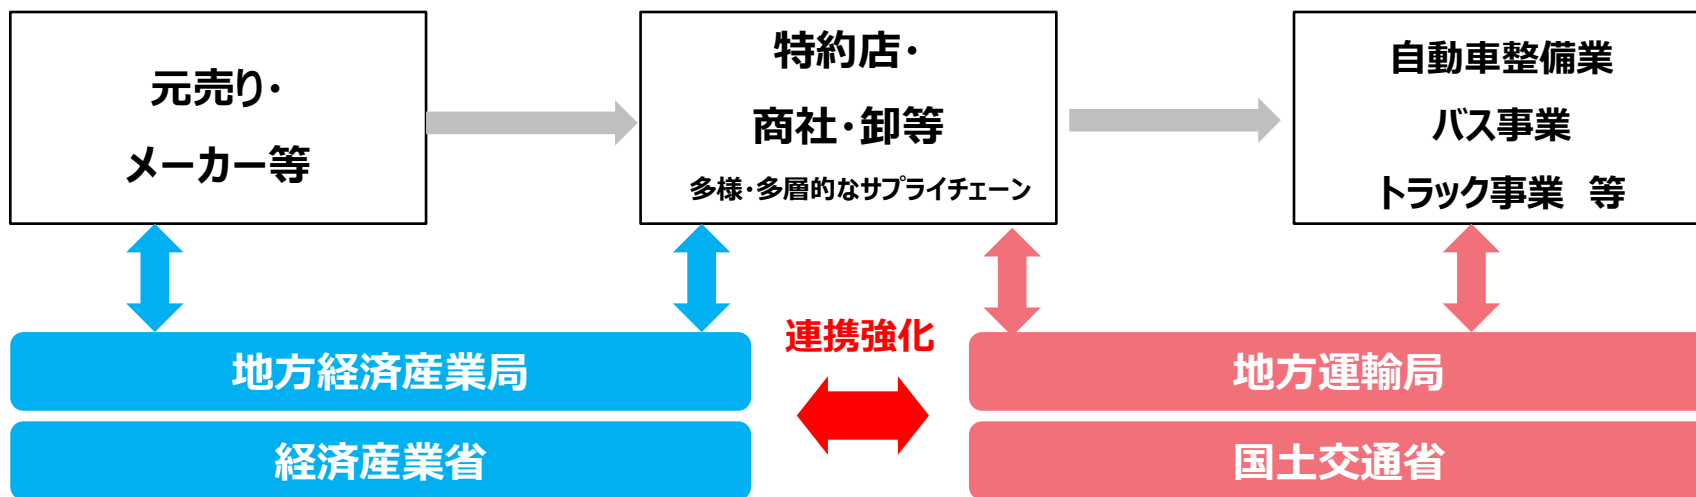 元売り・
メーカー等
特約店・
商社・卸等
多様・多層的なサプライチェーン
自動車整備業
バス事業
トラック事業　等
連携強化
地方経済産業局
経済産業省
地方運輸局
国土交通省